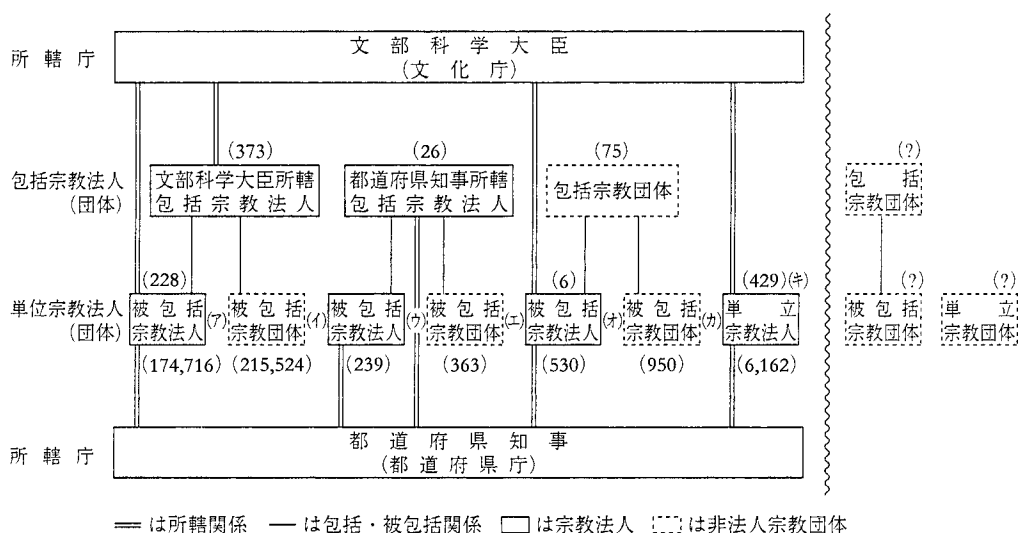 所轄庁
文部科学大臣
(文化庁)
(373)
(26)
(75)
(?)
包括宗教法人
(団体)
文部科学大臣所轄
包括宗教法人
都道府県知事所轄
包括宗教法人
包括宗教団体
包括
宗教団体
(228)
(6)
(429)(キ)
(?)
(?)
単位宗教法人
(団体)
被包括
宗教法人
(ア)
被包括
宗教団体
(イ)
被包括
宗教法人
(ウ)
被包括
宗教団体
(エ)
被包括
宗教法人
(オ)
被包括
宗教団体
(カ)
単立
宗教法人
被包括
宗教団体
単立
宗教団体
(174,716)
(215,524)
(239)
(363)
(530)
(950)
(6,162)
所轄庁
都道府県知事
(都道府県庁)
は所轄関係 は包括・被包括関係 は宗教法人 は非法人宗教団体